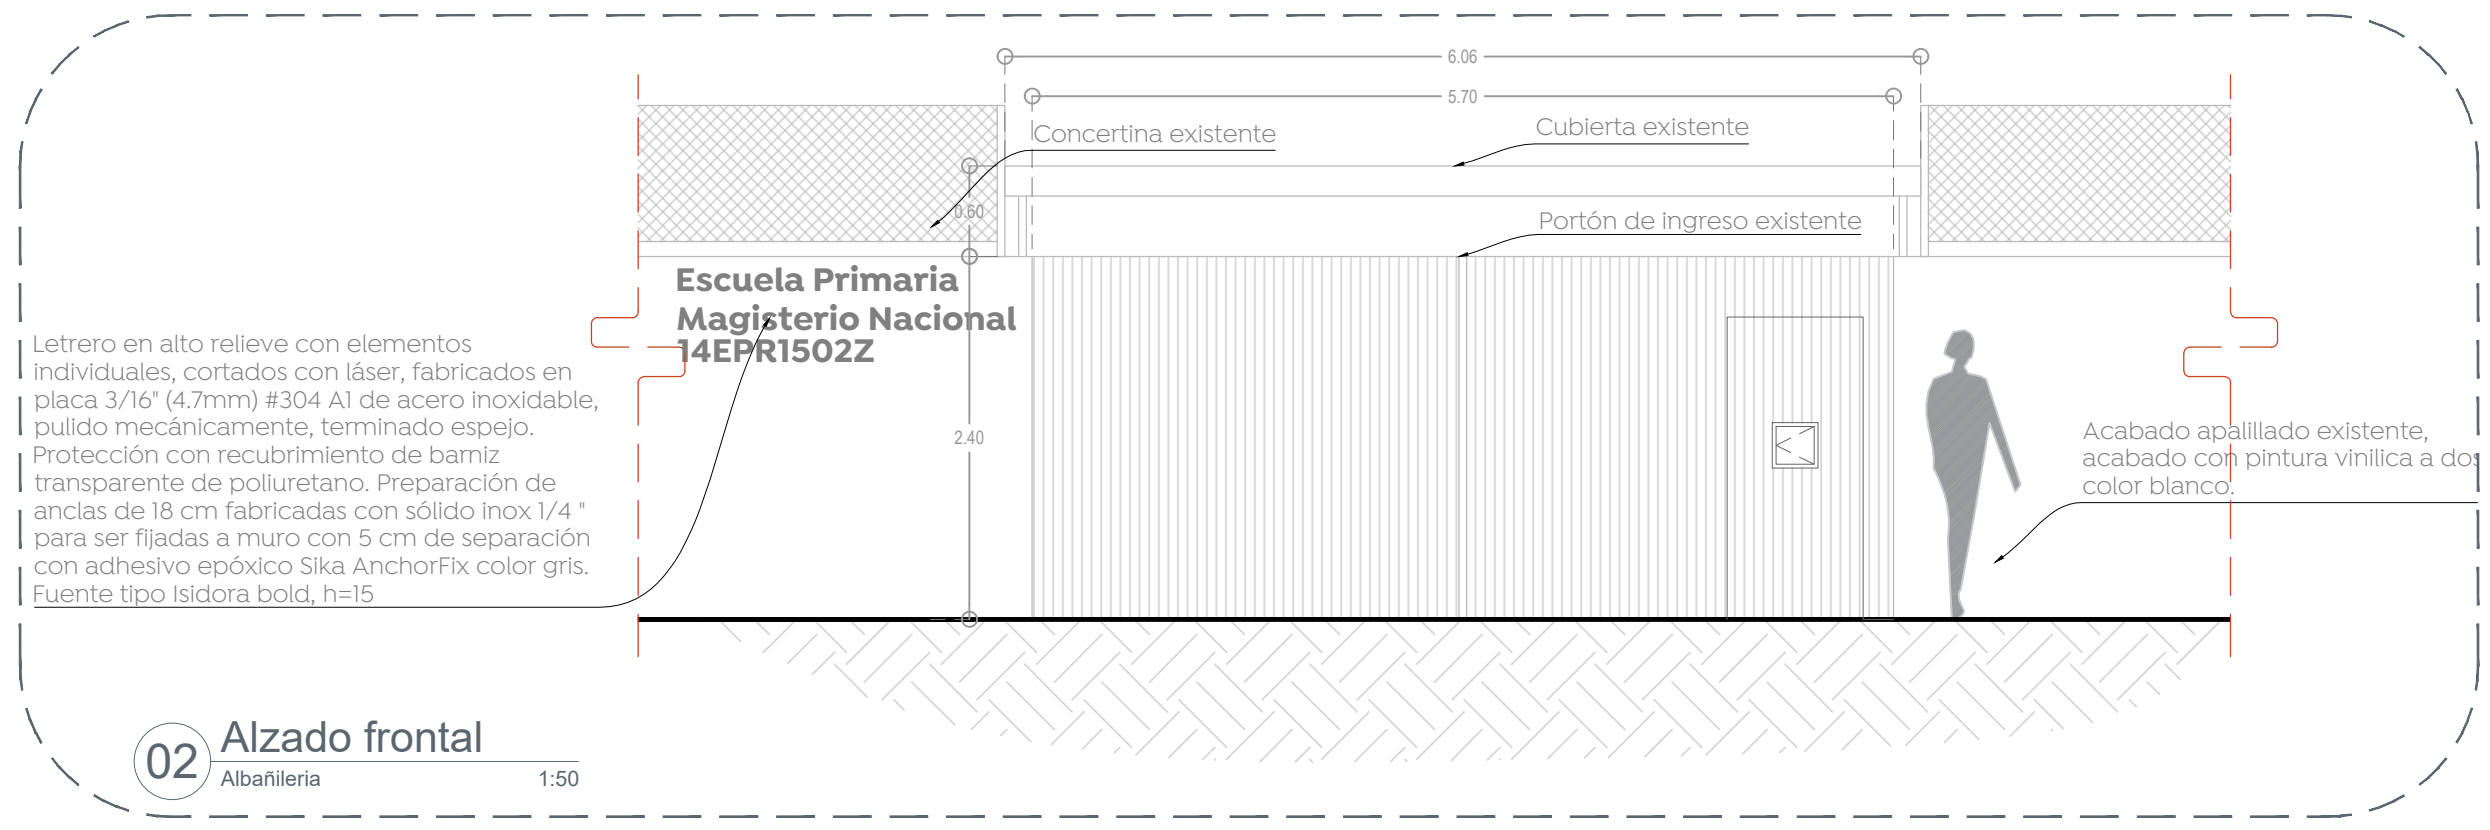 6.06
5.70
Concertina existente
Cubierta existente
0.60
Portón de ingreso existente
Escuela Primaria
Magisterio Nacional
14EPR1502Z
Letrero en alto relieve con elementos
individuales, cortados con láser, fabricados en
placa 3/16" (4.7mm) #304 A1 de acero inoxidable,
pulido mecánicamente, terminado espejo.
Protección con recubrimiento de barniz
transparente de poliuretano. Preparación de
anclas de 18 cm fabricadas con sólido inox 1/4 "
para ser fijadas a muro con 5 cm de separación
con adhesivo epóxico Sika AnchorFix color gris.
Fuente tipo Isidora bold, h=15
2.40
Acabado apalillado existente,
acabado con pintura vinilica a dos
color blanco.
02
Alzado frontal
Albañileria
1:50